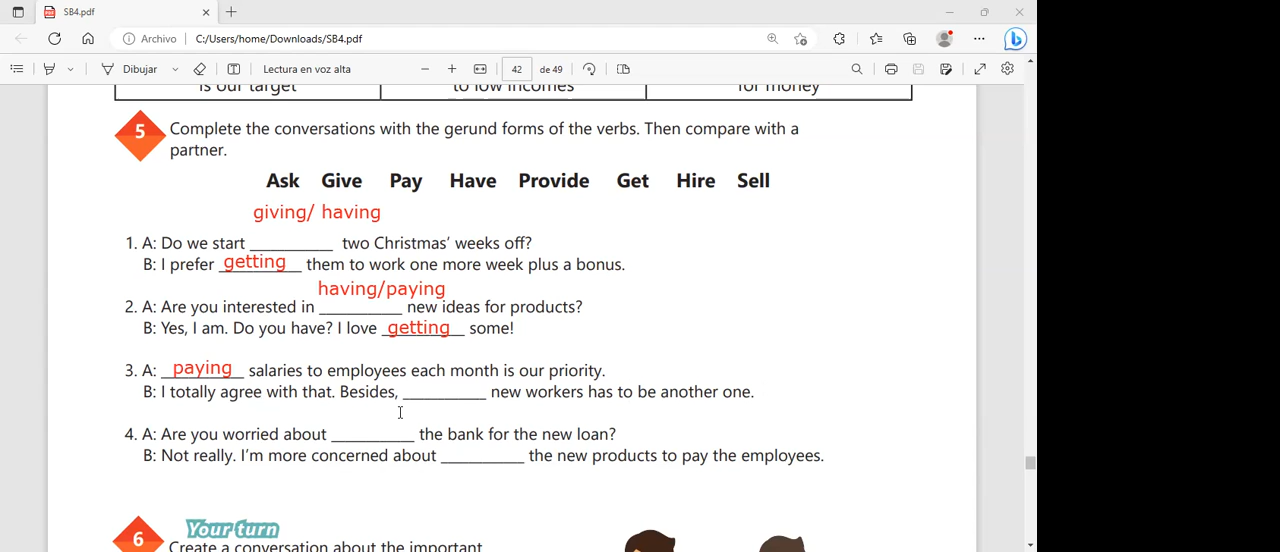 SB4.pdf
Archivo C:/Users/home/Downloads/SB4.pdf
Dibujar Lectura en voz alta 42 de 49
is our target to low incomes for money
5 Complete the conversations with the gerund forms of the verbs. Then compare with a
partner.
Ask Give Pay Have Provide Get Hire Sell
giving/ having
1. A: Do we start __________ two Christmas' weeks off?
B: I prefer getting them to work one more week plus a bonus.
having/paying
2. A: Are you interested in __________ new ideas for products?
B: Yes, I am. Do you have? I love getting some!
3. A: paying salaries to employees each month is our priority.
B: I totally agree with that. Besides, __________ new workers has to be another one.
4. A: Are you worried about __________ the bank for the new loan?
B: Not really. I'm more concerned about __________ the new products to pay the employees.
Your turn
6 Create a conversation about the important